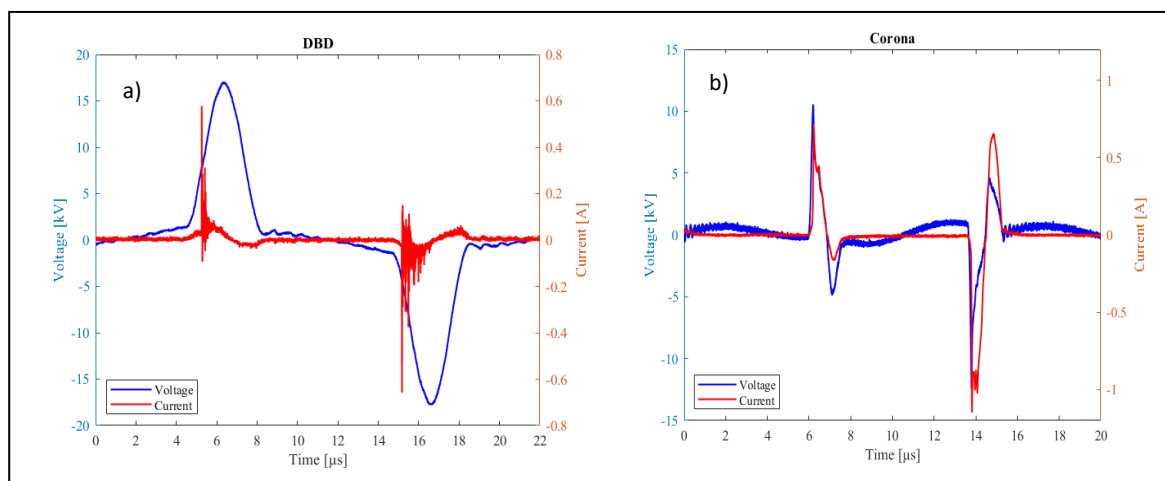 DBD
a)
20
15
10
5
0
-5
-10
-15
-20
Voltage [kV]
0.8
0.6
0.4
0.2
0
-0.2
-0.4
-0.6
-0.8
Current [A]
Voltage
Current
0 2 4 6 8 10 12 14 16 18 20 22
Time [µs]
Corona
b)
15
10
5
0
-5
-10
-15
Voltage [kV]
1
0.5
0
-0.5
-1
Current [A]
Voltage
Current
0 2 4 6 8 10 12 14 16 18 20
Time [µs]